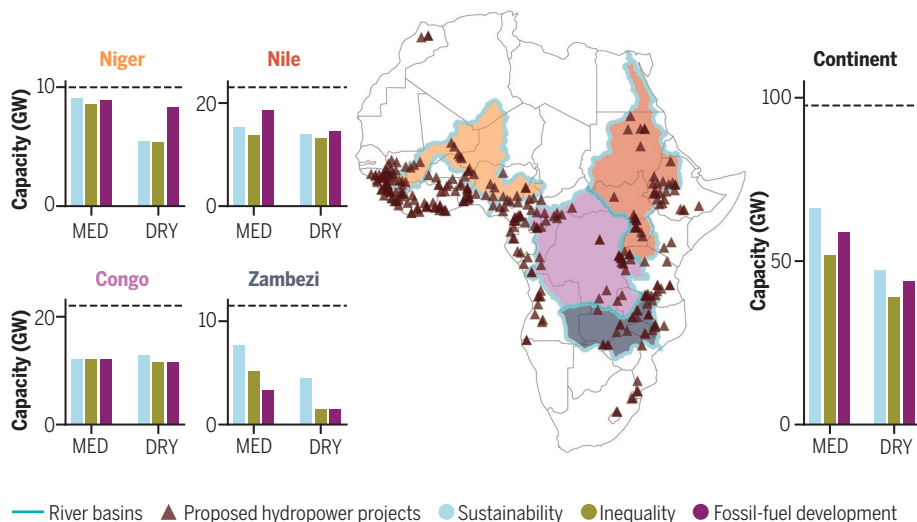 Niger
Nile
Continent
Capacity (GW)
10
0
MED
DRY
20
0
MED
DRY
Congo
Zambezi
Capacity (GW)
20
0
MED
DRY
10
0
MED
DRY
Capacity (GW)
100
50
0
MED
DRY
River basins
Proposed hydropower projects
Sustainability
Inequality
Fossil-fuel development